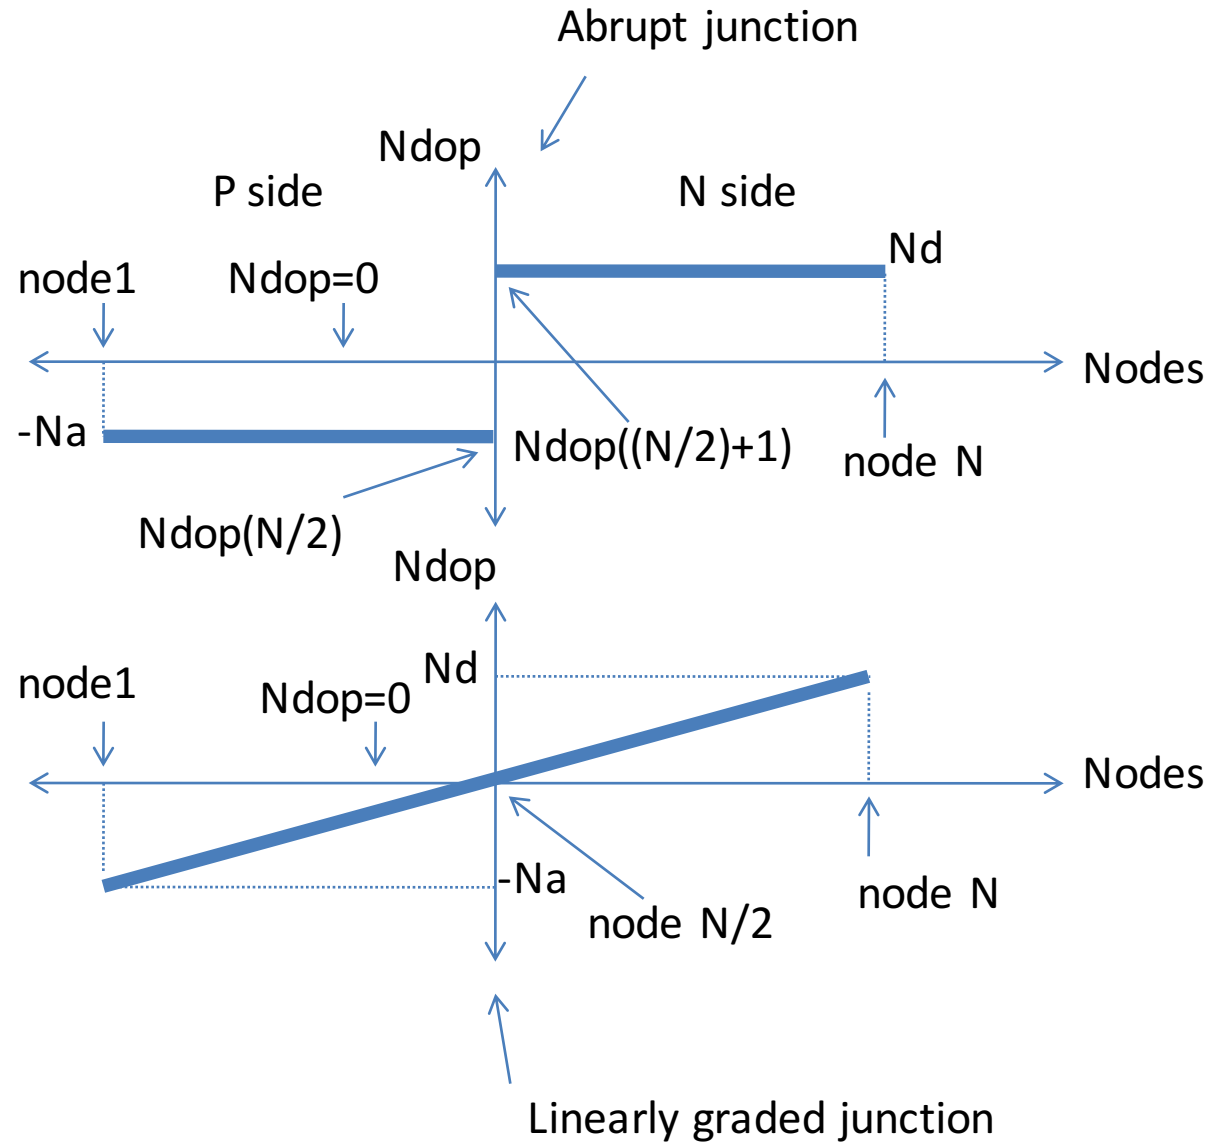 Abrupt junction
Ndop
P side
N side
Nd
node1
Ndop=0
Nodes
-Na
Ndop((N/2)+1)
node N
Ndop(N/2)
Ndop
Nd
node1
Ndop=0
Nodes
-Na
node N
node N/2
Linearly graded junction